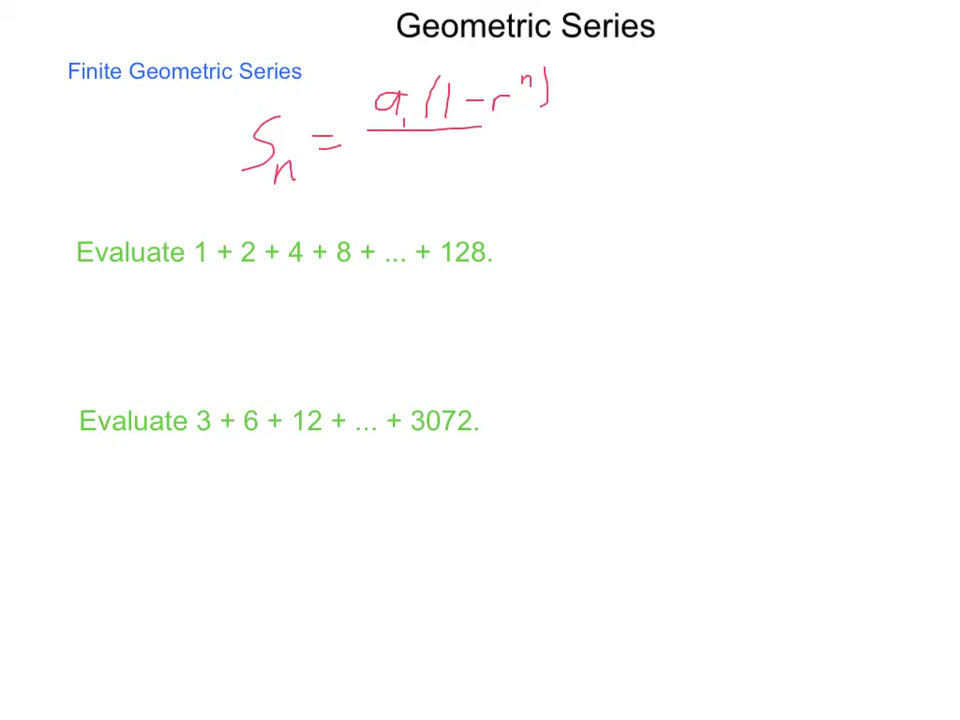 Geometric Series
Finite Geometric Series
Sₙ = a₁(1-rⁿ)
Evaluate 1 + 2 + 4 + 8 + ... + 128.
Evaluate 3 + 6 + 12 + ... + 3072.